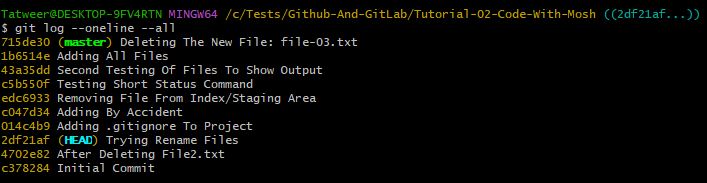 Tatweer@DESKTOP-9FV4RTN MINGW64 /c/Tests/Github-And-GitLab/Tutorial-02-Code-With-Mosh ((2df21af...))
$ git log --oneline --all
715de30 (master) Deleting The New File: file-03.txt
1b6514e Adding All Files
43a35dd Second Testing Of Files To Show Output
c5b550f Testing Short Status Command
edc6933 Removing File From Index/Staging Area
c047d34 Adding By Accident
014c4b9 Adding .gitignore To Project
2df21af (HEAD) Trying Rename Files
4702e82 After Deleting File2.txt
c378284 Initial Commit